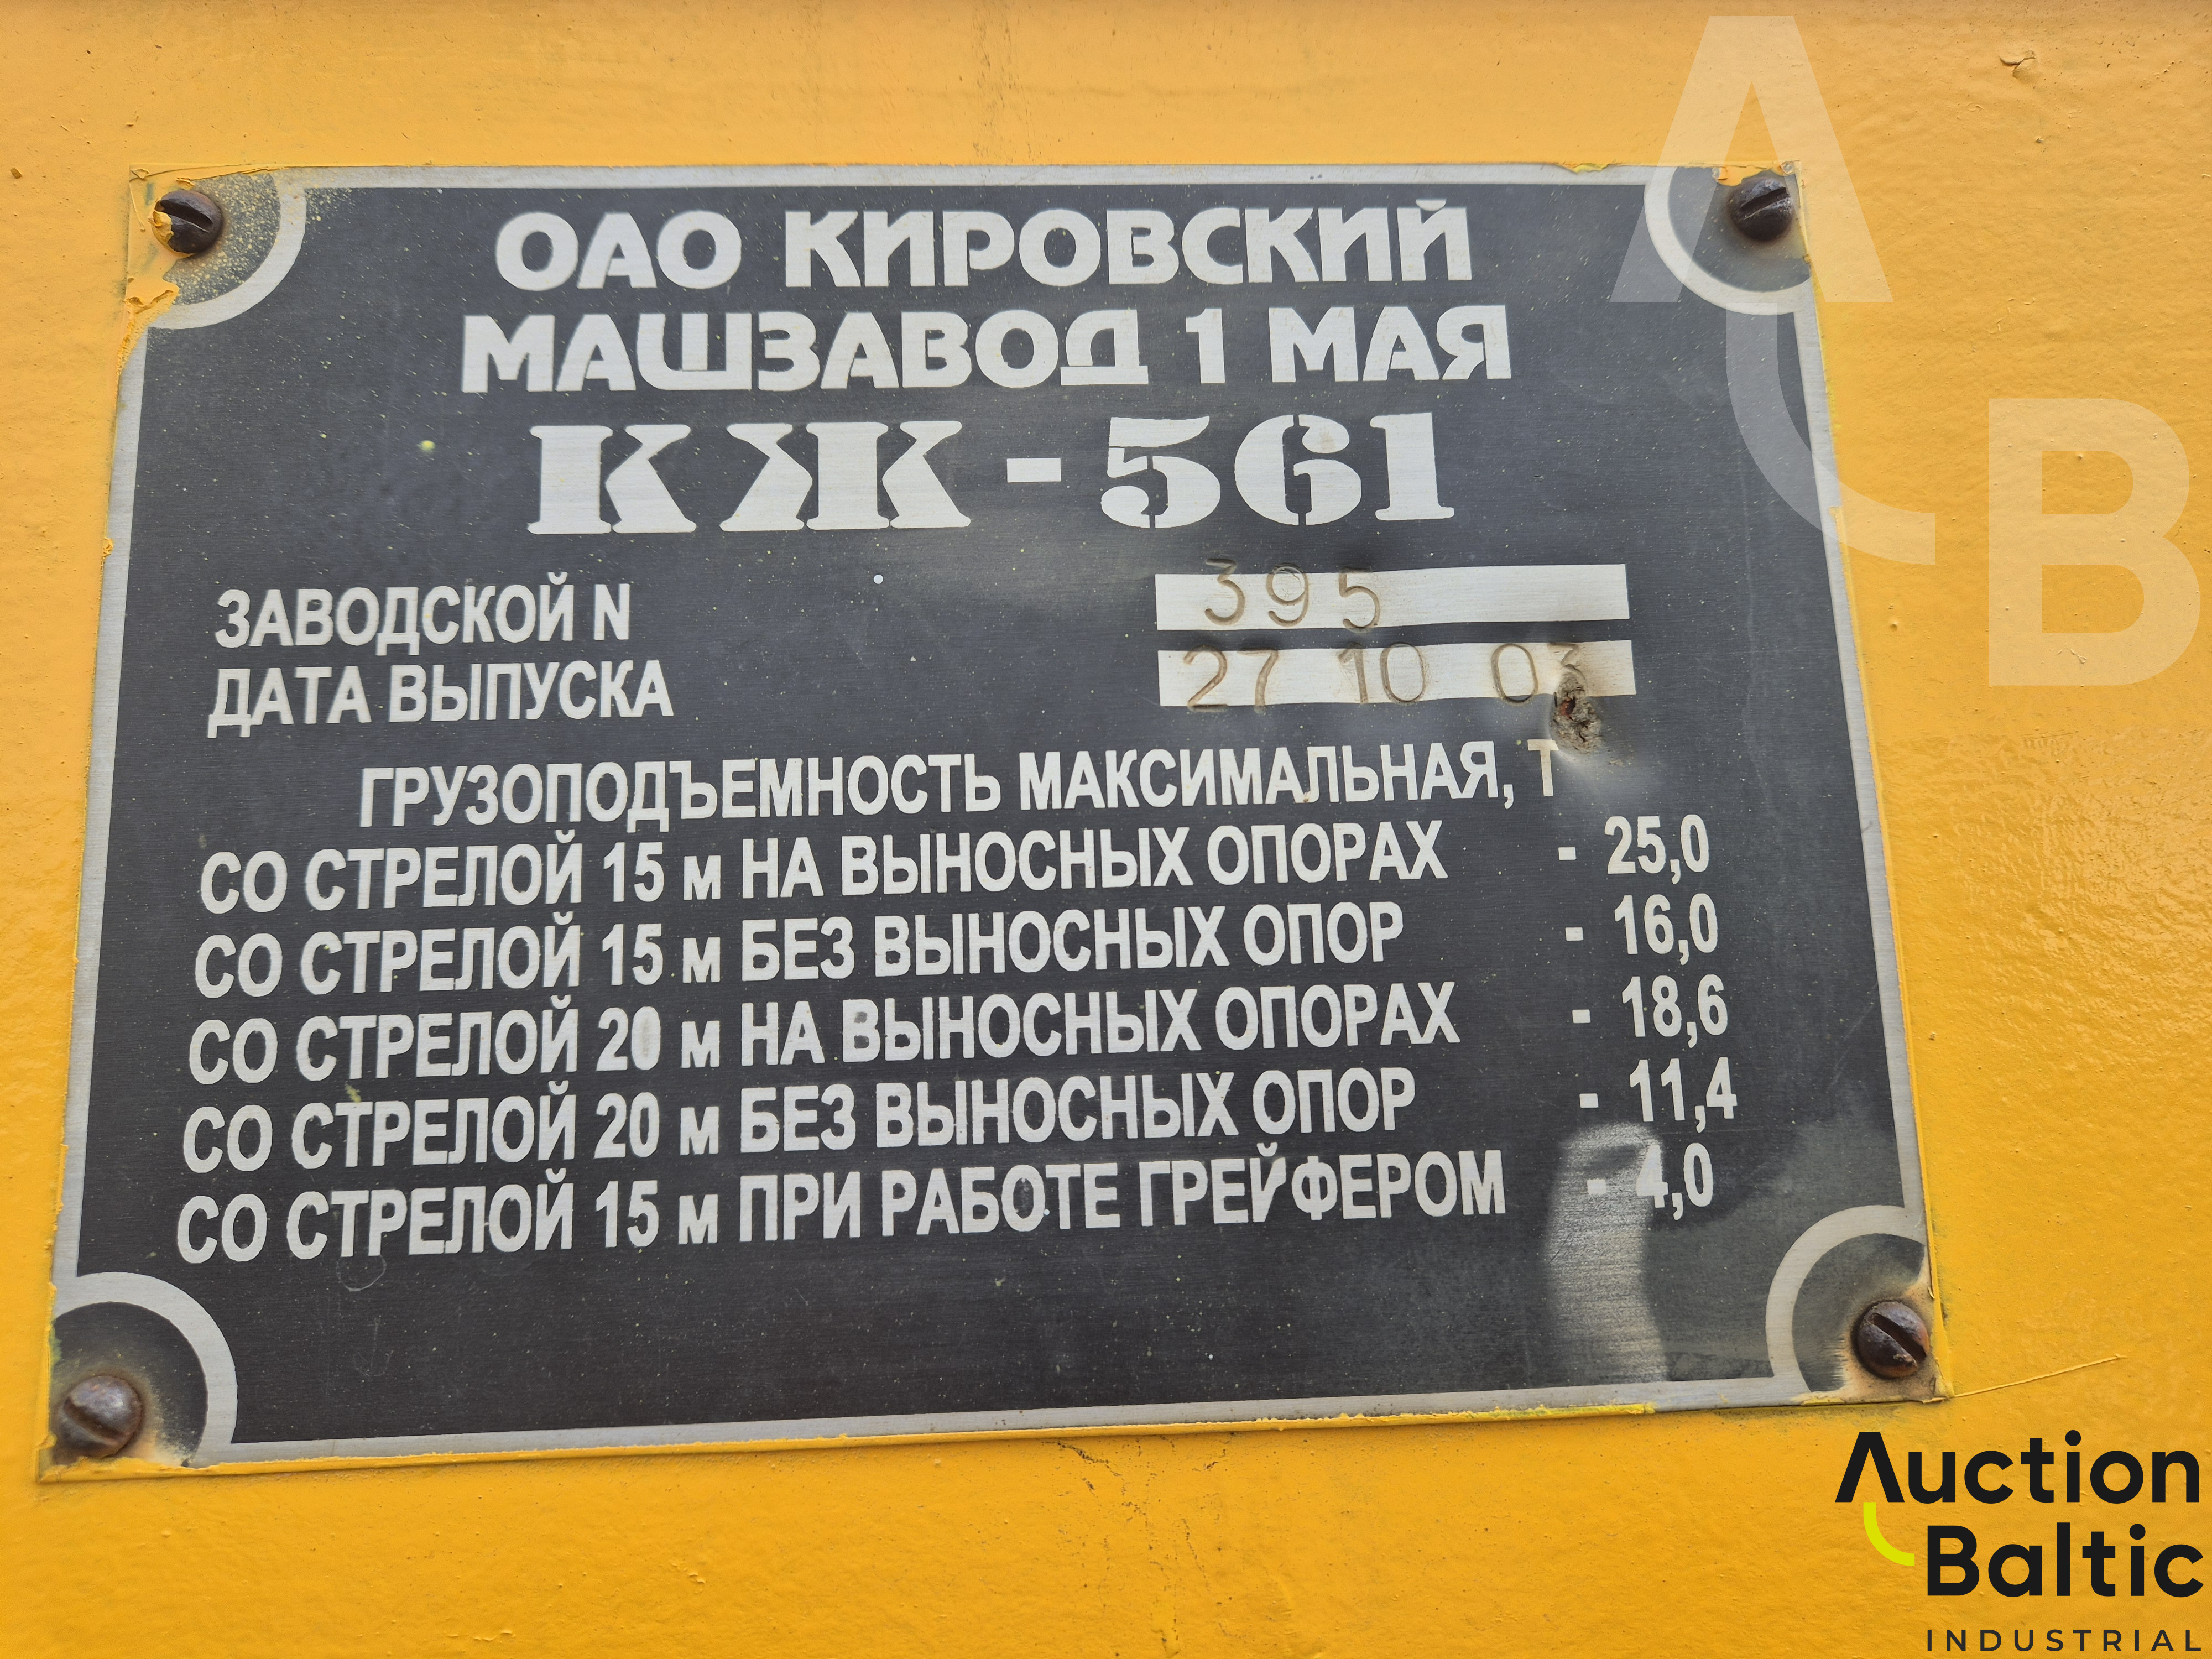 ОАО КИРОВСКИЙ
МАШЗАВОД 1 МАЯ
КЖ-561
ЗАВОДСКОЙ N 395
ДАТА ВЫПУСКА 27 10 03
ГРУЗОПОДЪЕМНОСТЬ МАКСИМАЛЬНАЯ, Т
СО СТРЕЛОЙ 15 м НА ВЫНОСНЫХ ОПОРАХ - 25,0
СО СТРЕЛОЙ 15 м БЕЗ ВЫНОСНЫХ ОПОР - 16,0
СО СТРЕЛОЙ 20 м НА ВЫНОСНЫХ ОПОРАХ - 18,6
СО СТРЕЛОЙ 20 м БЕЗ ВЫНОСНЫХ ОПОР - 11,4
СО СТРЕЛОЙ 15 м ПРИ РАБОТЕ ГРЕЙФЕРОМ - 4,0
A
B
Auction
Baltic
INDUSTRIAL